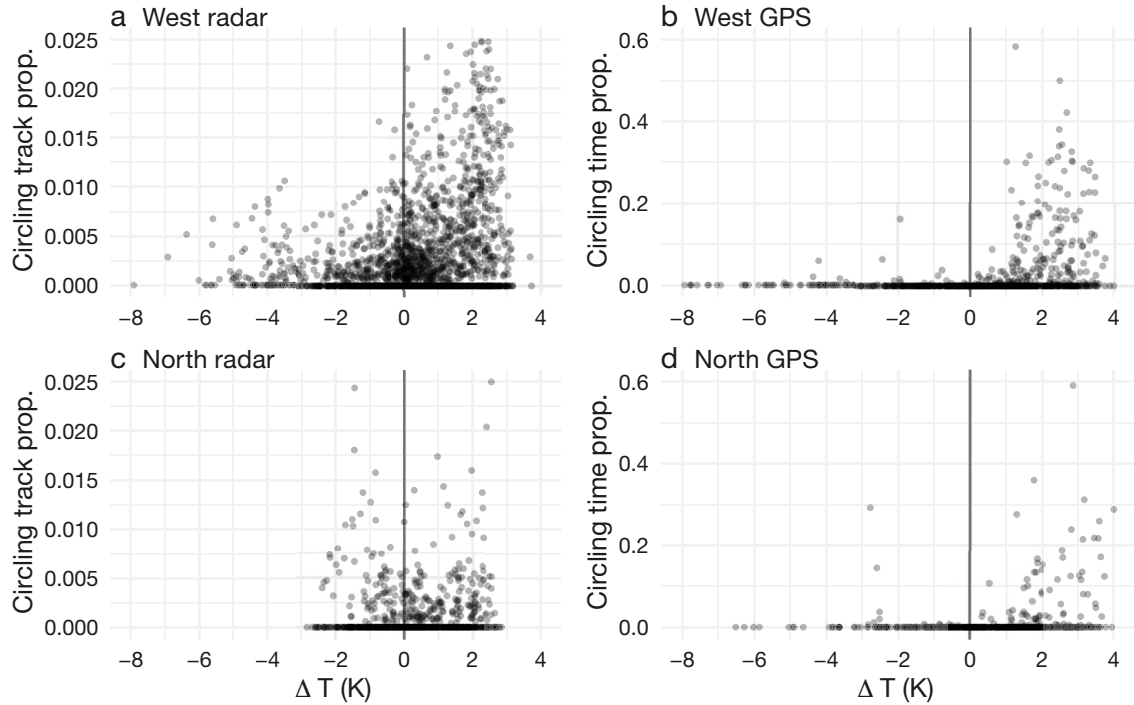 a West radar
Circling track prop.
0.025
0.020
0.015
0.010
0.005
0.000
−8 −6 −4 −2 0 2 4
b West GPS
Circling time prop.
0.6
0.4
0.2
0.0
−8 −6 −4 −2 0 2 4
c North radar
Circling track prop.
0.025
0.020
0.015
0.010
0.005
0.000
−8 −6 −4 −2 0 2 4
Δ T (K)
d North GPS
Circling time prop.
0.6
0.4
0.2
0.0
−8 −6 −4 −2 0 2 4
Δ T (K)